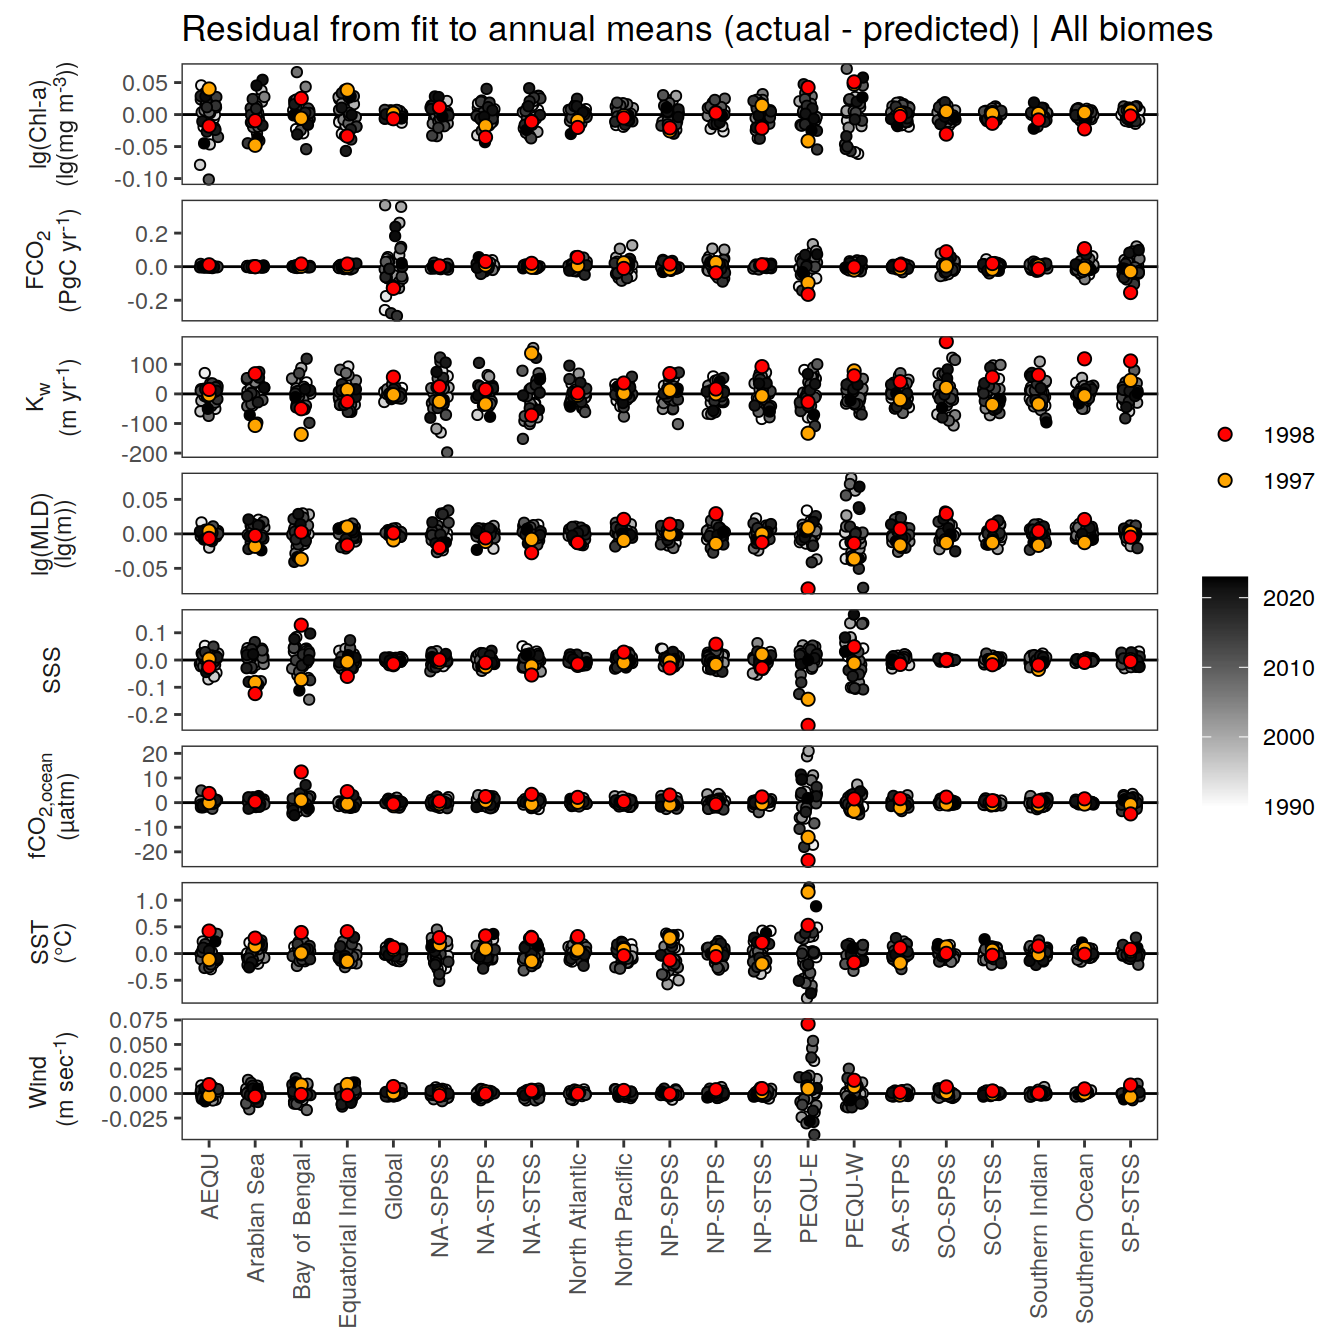 Residual from fit to annual means (actual - predicted) | All biomes
lg(Chl-a)
(lg(mg m⁻³))
0.05
0.00
-0.05
-0.10
FCO₂
(PgC yr⁻¹)
0.2
0.0
-0.2
K_w
(m yr⁻¹)
100
0
-100
-200
lg(MLD)
(lg(m))
0.05
0.00
-0.05
SSS
0.1
0.0
-0.1
-0.2
fCO₂,ocean
(µatm)
20
10
0
-10
-20
SST
(°C)
1.0
0.5
0.0
-0.5
Wind
(m sec⁻¹)
0.075
0.050
0.025
0.000
-0.025
AEQU
Arabian Sea
Bay of Bengal
Equatorial Indian
Global
NA-SPSS
NA-STPS
NA-STSS
North Atlantic
North Pacific
NP-SPSS
NP-STPS
NP-STSS
PEQU-E
PEQU-W
SA-STPS
SO-SPSS
SO-STSS
Southern Indian
Southern Ocean
SP-STSS
1998
1997
2020
2010
2000
1990